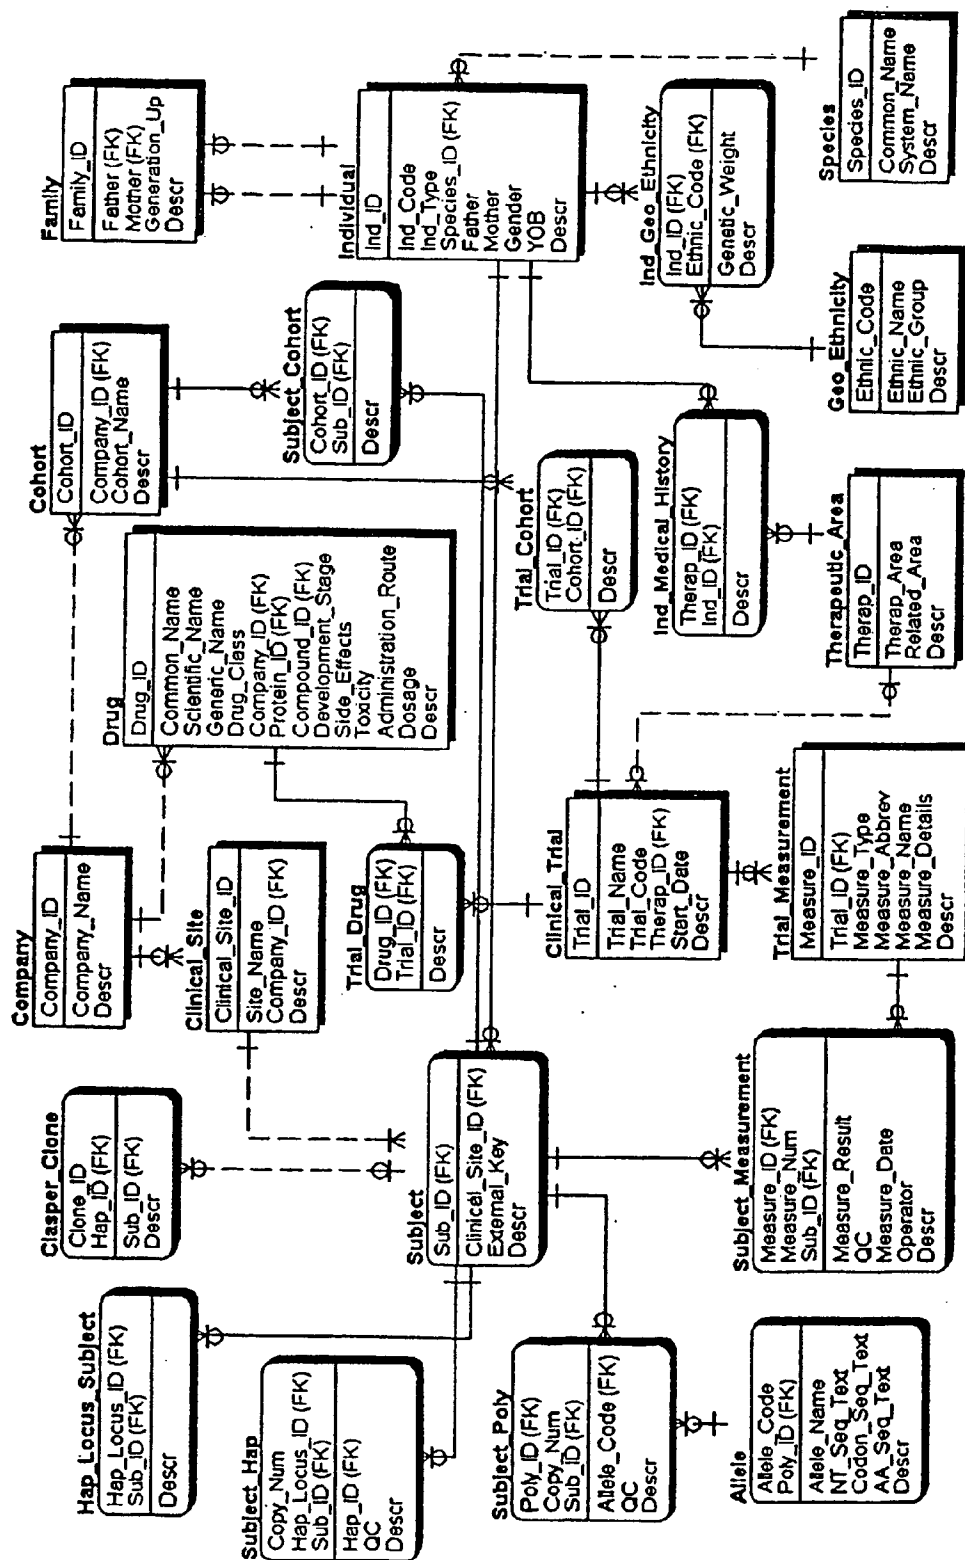 Hap_Locus_Subject
Hap_Locus_ID (FK)
Sub_ID (FK)
Descr
Clasper_Clone
Clone_ID
Hap_ID (FK)
Sub_ID (FK)
Descr
Company
Company_ID
Company_Name
Descr
Cohort
Cohort_ID
Company_ID (FK)
Cohort_Name
Descr
Family
Family_ID
Father (FK)
Mother (FK)
Generation_Up
Descr
Subject_Hap
Copy_Num
Hap_Locus_ID (FK)
Sub_ID (FK)
Hap_ID (FK)
QC
Descr
Clinical_Site
Clinical_Site_ID
Site_Name
Company_ID (FK)
Descr
Drug
Drug_ID
Common_Name
Scientific_Name
Generic_Name
Drug_Class
Company_ID (FK)
Protein_ID (FK)
Compound_ID (FK)
Development_Stage
Side_Effects
Toxicity
Administration_Route
Dosage
Descr
Subject_Cohort
Cohort_ID (FK)
Sub_ID (FK)
Descr
Individual
Ind_ID
Ind_Code
Ind_Type
Species_ID (FK)
Father
Mother
Gender
YOB
Descr
Subject
Sub_ID (FK)
Clinical_Site_ID (FK)
External_Key
Descr
Trial_Drug
Drug_ID (FK)
Trial_ID (FK)
Descr
Trial_Cohort
Trial_ID (FK)
Cohort_ID (FK)
Descr
Subject_Poly
Poly_ID (FK)
Copy_Num
Sub_ID (FK)
Allele_Code (FK)
QC
Descr
Clinical_Trial
Trial_ID
Trial_Name
Trial_Code
Therap_ID (FK)
Start_Date
Descr
Ind_Medical_History
Therap_ID (FK)
Ind_ID (FK)
Descr
Ind_Geo_Ethnicity
Ind_ID (FK)
Ethnic_Code (FK)
Genetic_Weight
Descr
Allele
Allele_Code
Poly_ID (FK)
Allele_Name
NT_Seq_Text
Codon_Seq_Text
AA_Seq_Text
Descr
Subject_Measurement
Measure_ID (FK)
Measure_Num
Sub_ID (FK)
Measure_Result
QC
Measure_Date
Operator
Descr
Trial_Measurement
Measure_ID
Trial_ID (FK)
Measure_Type
Measure_Abbrev
Measure_Name
Measure_Details
Descr
Therapeutic_Area
Therap_ID
Therap_Area
Related_Area
Descr
Geo_Ethnicity
Ethnic_Code
Ethnic_Name
Ethnic_Group
Descr
Species
Species_ID
Common_Name
System_Name
Descr